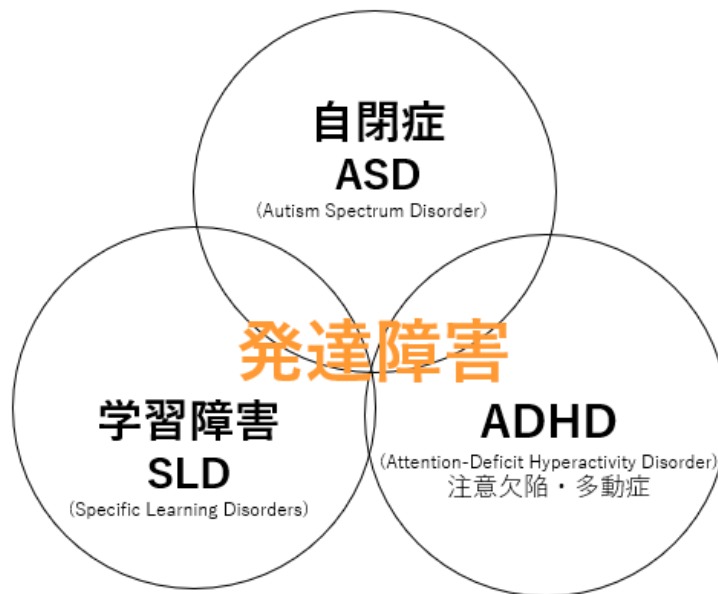 自閉症
ASD
(Autism Spectrum Disorder)
発達障害
学習障害
SLD
(Specific Learning Disorders)
ADHD
(Attention-Deficit Hyperactivity Disorder)
注意欠陥・多動症